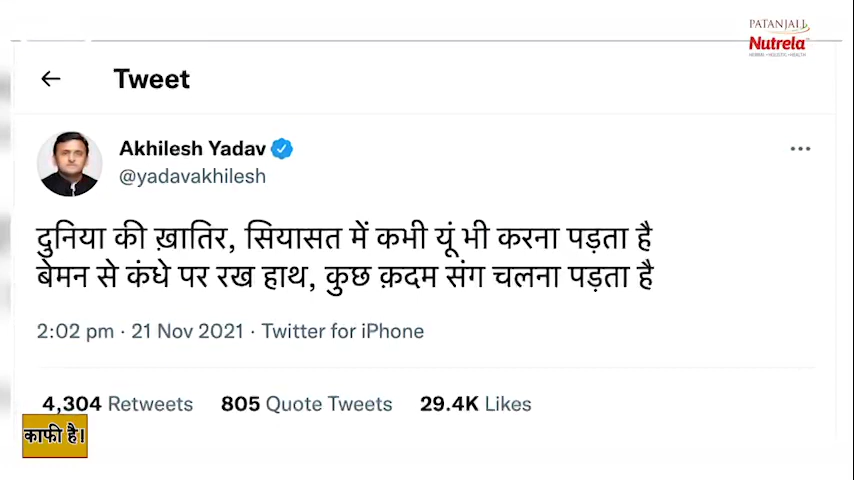 PATANJALI
Nutrela
Tweet
Akhilesh Yadav
@yadavakhilesh
दुनिया की ख़ातिर, सियासत में कभी यूं भी करना पड़ता है
बेमन से कंधे पर रख हाथ, कुछ क़दम संग चलना पड़ता है
2:02 pm · 21 Nov 2021 · Twitter for iPhone
4,304 Retweets 805 Quote Tweets 29.4K Likes
काफी है।